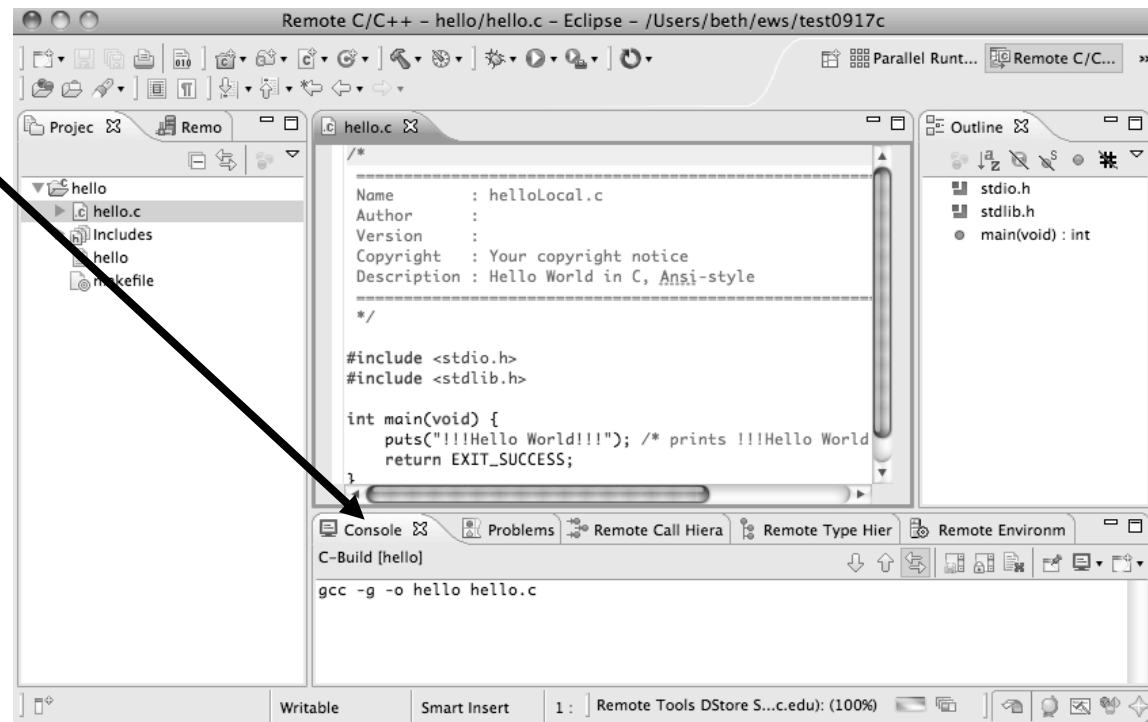 Remote C/C++ – hello/hello.c – Eclipse – /Users/beth/ews/test0917c
Parallel Runt... Remote C/C... »
Projec Remo
hello
hello.c
Includes
hello
makefile
hello.c
/*
============================================================
Name : helloLocal.c
Author :
Version :
Copyright : Your copyright notice
Description : Hello World in C, Ansi-style
============================================================
*/
#include <stdio.h>
#include <stdlib.h>
int main(void) {
puts("!!!Hello World!!!"); /* prints !!!Hello World
return EXIT_SUCCESS;
}
Outline
stdio.h
stdlib.h
main(void) : int
Console Problems Remote Call Hiera Remote Type Hier Remote Environm
C-Build [hello]
gcc -g -o hello hello.c
Writable Smart Insert 1 : Remote Tools DStore S...c.edu): (100%)